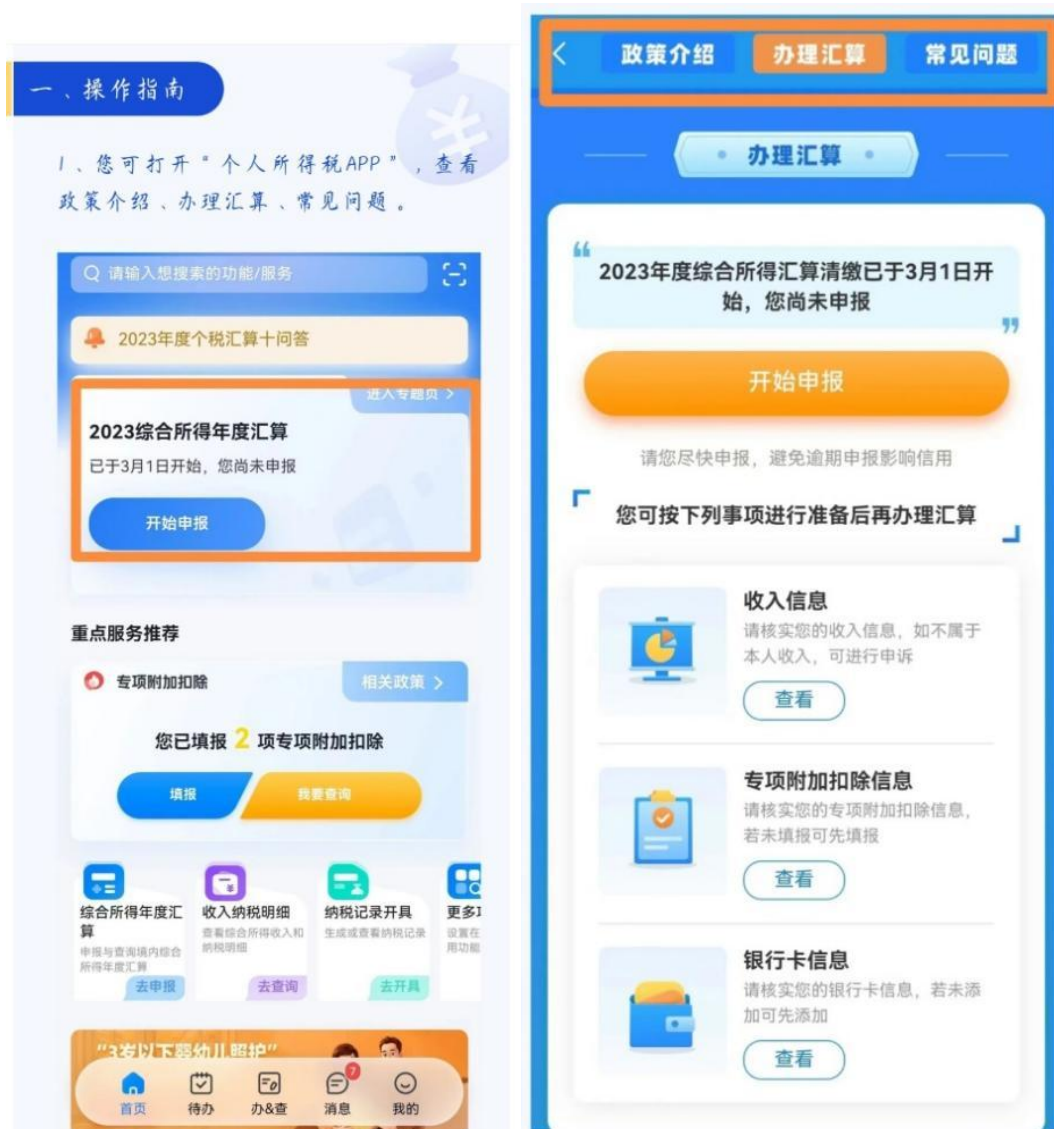 一、操作指南
1、您可打开“个人所得税APP”，查看
政策介绍、办理汇算、常见问题。
请输入想搜索的功能/服务
2023年度个税汇算十问答
进入专题页 >
2023综合所得年度汇算
已于3月1日开始，您尚未申报
开始申报
重点服务推荐
专项附加扣除
相关政策 >
您已填报 2 项专项附加扣除
填报
我要查询
综合所得年度汇
算
申报与查询境内综合
所得年度汇算
去申报
收入纳税明细
查看综合所得收入和
纳税明细
去查询
纳税记录开具
生成或查看纳税记录
去开具
更多
设置在
用功能
“3岁以下婴幼儿照护”
首页
待办
办&查
7
消息
我的
政策介绍
办理汇算
常见问题
办理汇算
2023年度综合所得汇算清缴已于3月1日开
始，您尚未申报
开始申报
请您尽快申报，避免逾期申报影响信用
您可按下列事项进行准备后再办理汇算
收入信息
请核实您的收入信息，如不属于
本人收入，可进行申诉
查看
专项附加扣除信息
请核实您的专项附加扣除信息，
若未填报可先填报
查看
银行卡信息
请核实您的银行卡信息，若未添
加可先添加
查看